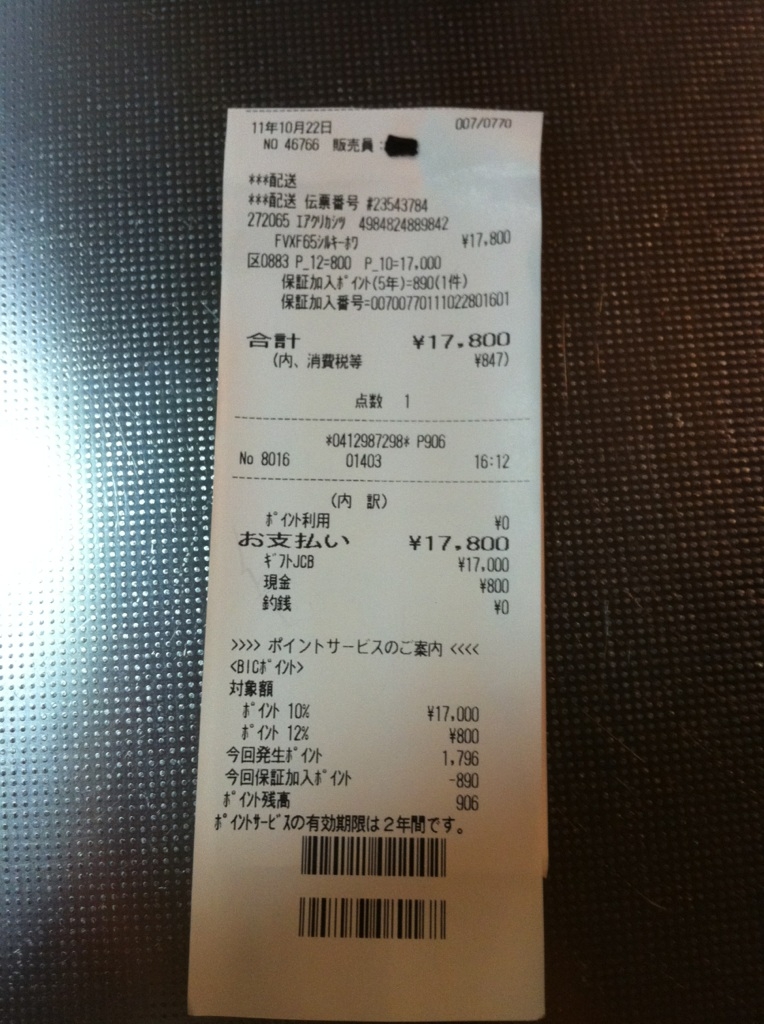 11年10月22日 007/0770
NO 46766 販売員:
***配送
***配送 伝票番号 #23543784
272065 ｴｱｸﾘｶﾝｿｳ 4984824889842
FVXF65ｼﾙｷｰﾎﾜ ¥17,800
区0883 P_12=800 P_10=17,000
保証加入ﾎﾟｲﾝﾄ(5年)=890(1件)
保証加入番号=00700770111022801601
合計 ¥17,800
(内、消費税等 ¥847)
点数 1
*0412987298* P906
No 8016 01403 16:12
(内 訳)
ﾎﾟｲﾝﾄ利用 ¥0
お支払い ¥17,800
ｷﾞﾌﾄJCB ¥17,000
現金 ¥800
釣銭 ¥0
>>>> ポイントサービスのご案内 <<<<
<BICﾎﾟｲﾝﾄ>
対象額
ﾎﾟｲﾝﾄ 10% ¥17,000
ﾎﾟｲﾝﾄ 12% ¥800
今回発生ﾎﾟｲﾝﾄ 1,796
今回保証加入ﾎﾟｲﾝﾄ -890
ﾎﾟｲﾝﾄ残高 906
ﾎﾟｲﾝﾄｻｰﾋﾞｽの有効期限は２年間です。